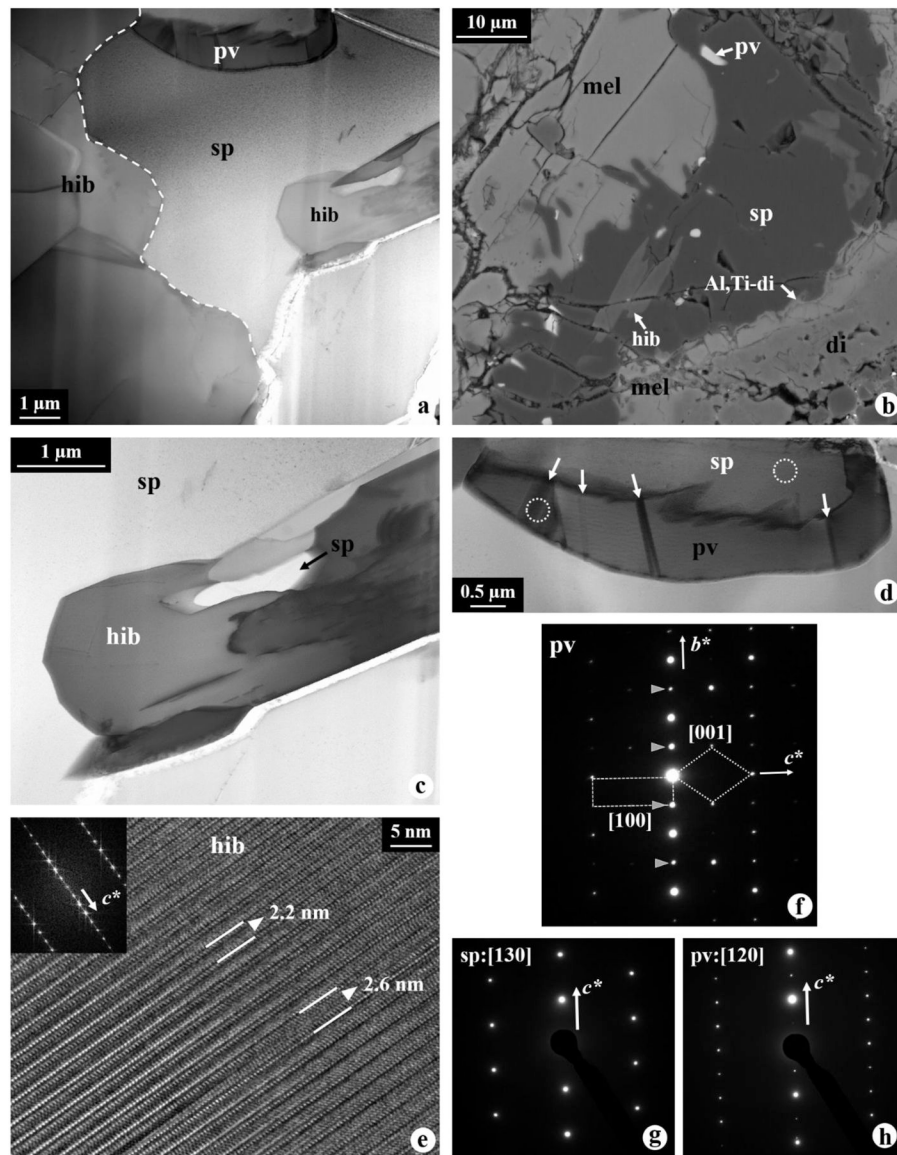 pv
sp
hib
hib
1 μm
a
10 μm
pv
mel
sp
Al,Ti-di
hib
di
mel
b
1 μm
sp
sp
hib
c
sp
pv
0.5 μm
d
pv
b*
[001]
c*
[100]
f
5 nm
hib
c*
2.2 nm
2.6 nm
e
sp:[130]
c*
g
pv:[120]
c*
h